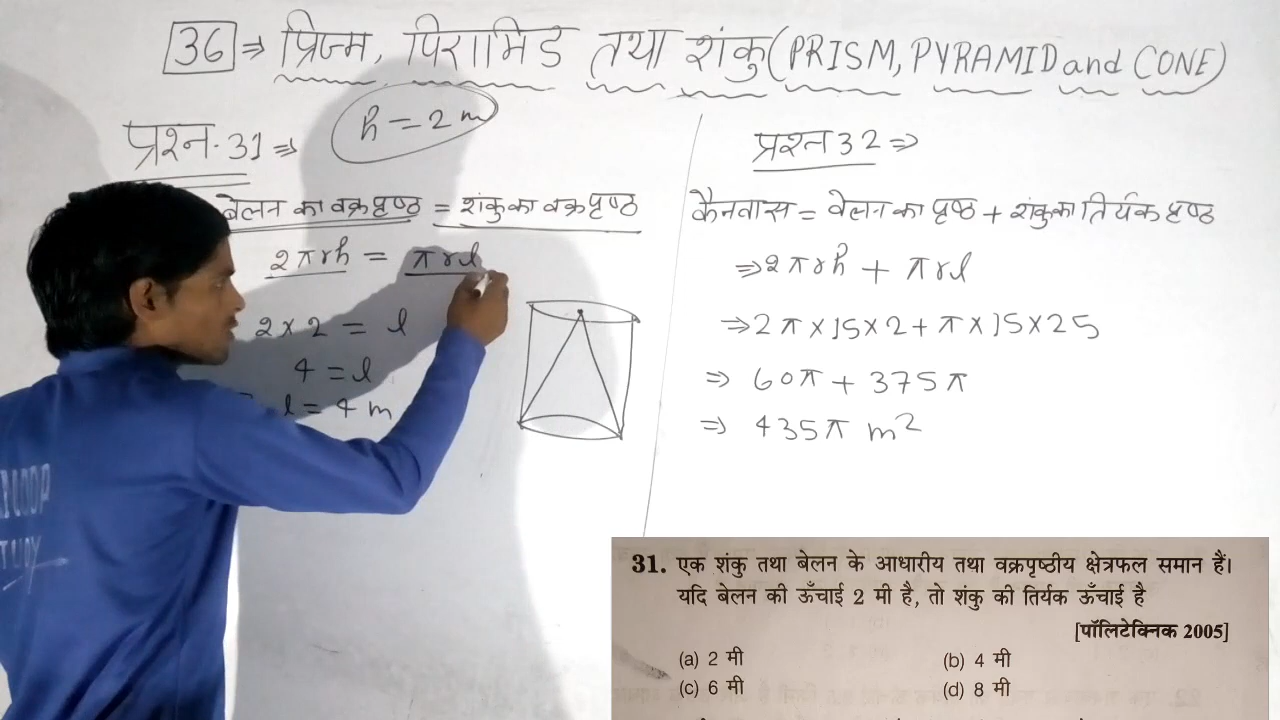 36 ⇒ प्रिज्म, पिरामिड तथा शंकु (PRISM, PYRAMID and CONE)
प्रश्न-31 ⇒ h = 2 m
बेलन का वक्रपृष्ठ = शंकु का वक्रपृष्ठ
2πrh = πrl
2 × 2 = l
4 = l
l = 4 m
प्रश्न 32 ⇒
कैनवास = बेलन का पृष्ठ + शंकु का तिर्यक पृष्ठ
⇒ 2πrh + πrl
⇒ 2π × 15 × 2 + π × 15 × 25
⇒ 60π + 375π
⇒ 435π m²
31. एक शंकु तथा बेलन के आधारीय तथा वक्रपृष्ठीय क्षेत्रफल समान हैं।
यदि बेलन की ऊँचाई 2 मी है, तो शंकु की तिर्यक ऊँचाई है
[पॉलिटेक्निक 2005]
(a) 2 मी (b) 4 मी
(c) 6 मी (d) 8 मी